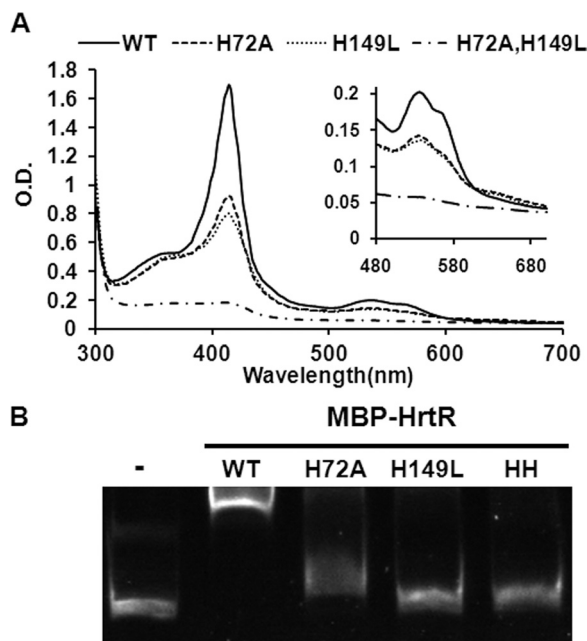 A
WT H72A H149L H72A,H149L
1.8
1.6
1.4
1.2
1
0.8
0.6
0.4
0.2
0
O.D.
300 400 500 600 700
Wavelength(nm)
0.2
0.15
0.1
0.05
0
480 580 680
B
MBP-HrtR
- WT H72A H149L HH